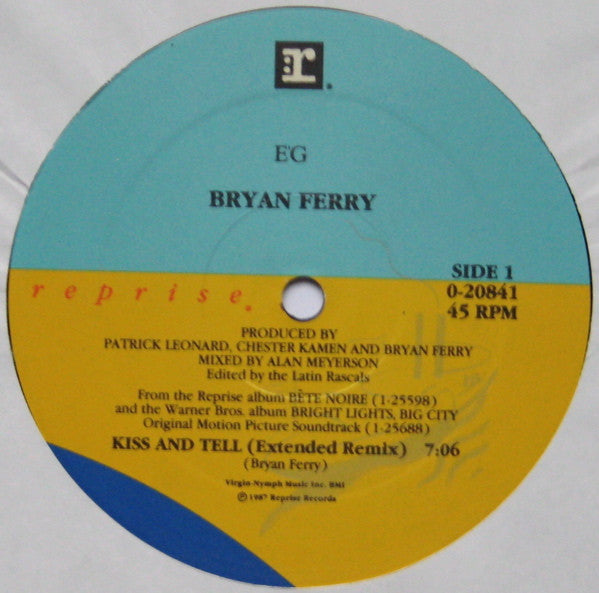 r.
E'G
BRYAN FERRY
SIDE 1
reprise.
0-20841
45 RPM
PRODUCED BY
PATRICK LEONARD, CHESTER KAMEN AND BRYAN FERRY
MIXED BY ALAN MEYERSON
Edited by the Latin Rascals
From the Reprise album BÊTE NOIRE (1-25598)
and the Warner Bros. album BRIGHT LIGHTS, BIG CITY
Original Motion Picture Soundtrack (1-25688)
KISS AND TELL (Extended Remix) 7:06
(Bryan Ferry)
Virgin-Nymph Music Inc. BMI
℗ 1987 Reprise Records